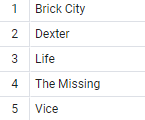 1 Brick City
2 Dexter
3 Life
4 The Missing
5 Vice